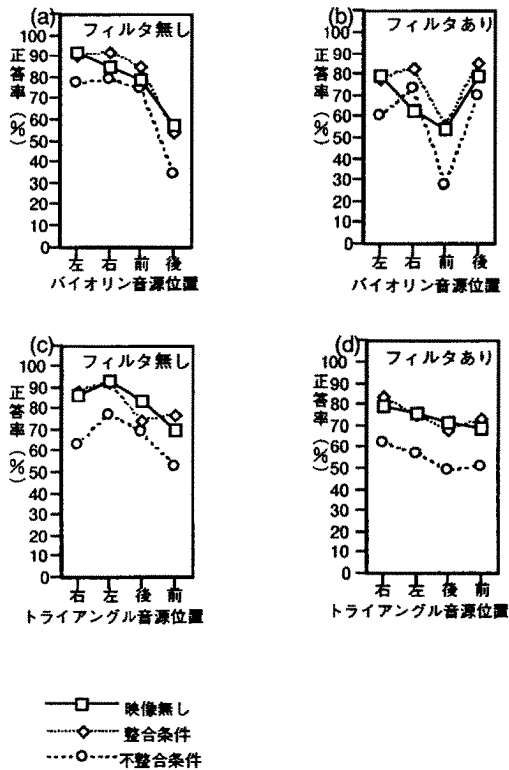 (a)
フィルタ無し
正答率(%)
100
90
80
70
60
50
40
30
20
10
0
左 右 前 後
バイオリン音源位置
(b)
フィルタあり
正答率(%)
100
90
80
70
60
50
40
30
20
10
0
左 右 前 後
バイオリン音源位置
(c)
フィルタ無し
正答率(%)
100
90
80
70
60
50
40
30
20
10
0
右 左 後 前
トライアングル音源位置
(d)
フィルタあり
正答率(%)
100
90
80
70
60
50
40
30
20
10
0
右 左 後 前
トライアングル音源位置
映像無し
整合条件
不整合条件